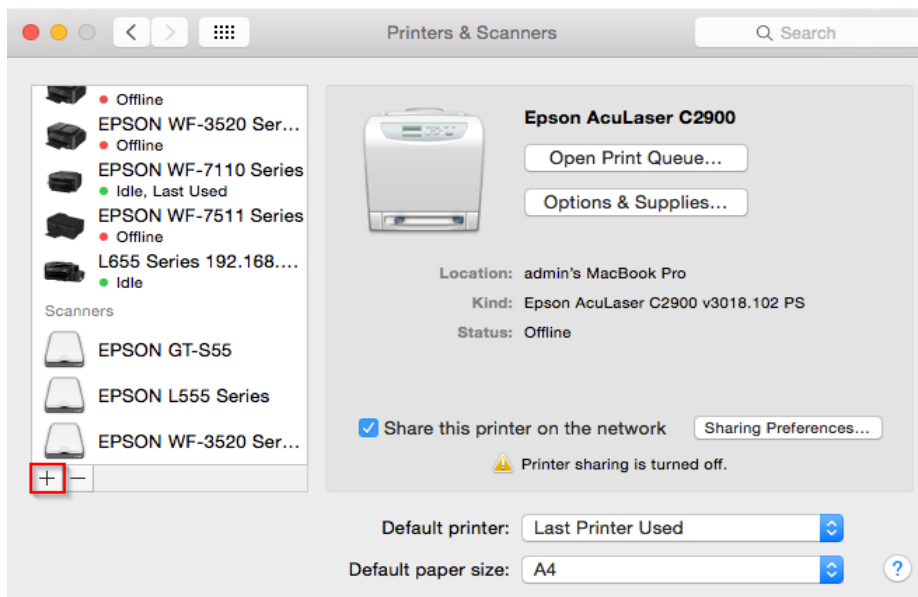 Printers & Scanners
Search
Offline
EPSON WF-3520 Ser...
Offline
EPSON WF-7110 Series
Idle, Last Used
EPSON WF-7511 Series
Offline
L655 Series 192.168....
Idle
Scanners
EPSON GT-S55
EPSON L555 Series
EPSON WF-3520 Ser...
+ −
Epson AcuLaser C2900
Open Print Queue...
Options & Supplies...
Location: admin's MacBook Pro
Kind: Epson AcuLaser C2900 v3018.102 PS
Status: Offline
Share this printer on the network
Sharing Preferences...
Printer sharing is turned off.
Default printer: Last Printer Used
Default paper size: A4
?